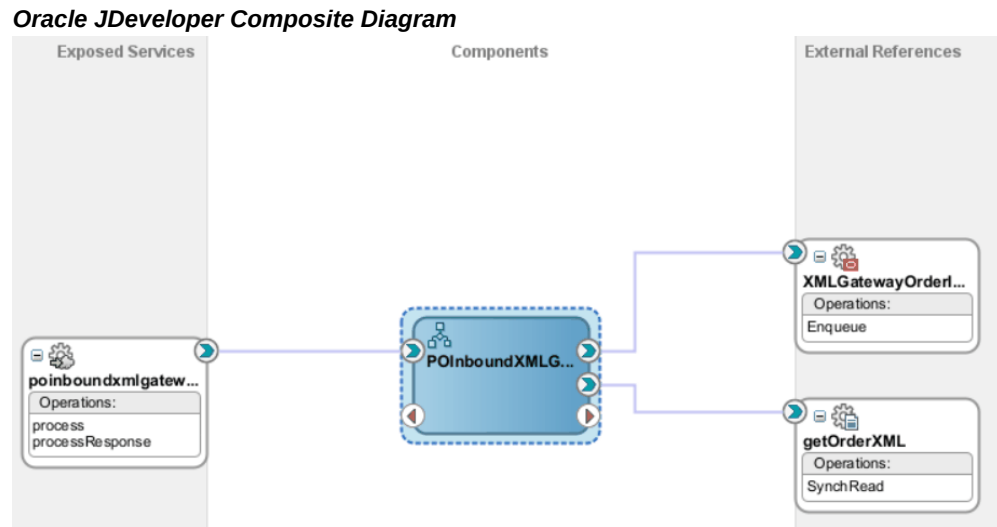 Oracle JDeveloper Composite Diagram
Exposed Services
Components
External References
XMLGatewayOrderI...
Operations:
Enqueue
POInboundXMLG...
poinboundxmlgatew...
Operations:
process
processResponse
getOrderXML
Operations:
SynchRead